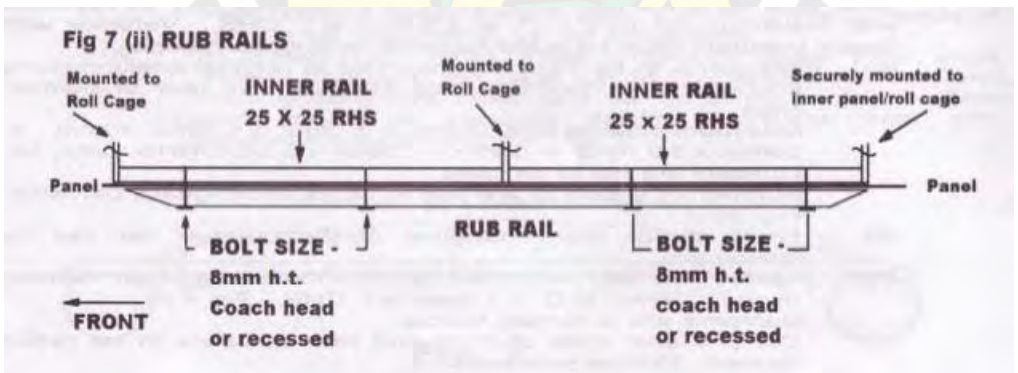 Fig 7 (ii) RUB RAILS
Mounted to
Roll Cage
INNER RAIL
25 X 25 RHS
Mounted to
Roll Cage
INNER RAIL
25 x 25 RHS
Securely mounted to
inner panel/roll cage
Panel
Panel
RUB RAIL
BOLT SIZE -
8mm h.t.
Coach head
or recessed
BOLT SIZE -
8mm h.t.
coach head
or recessed
FRONT